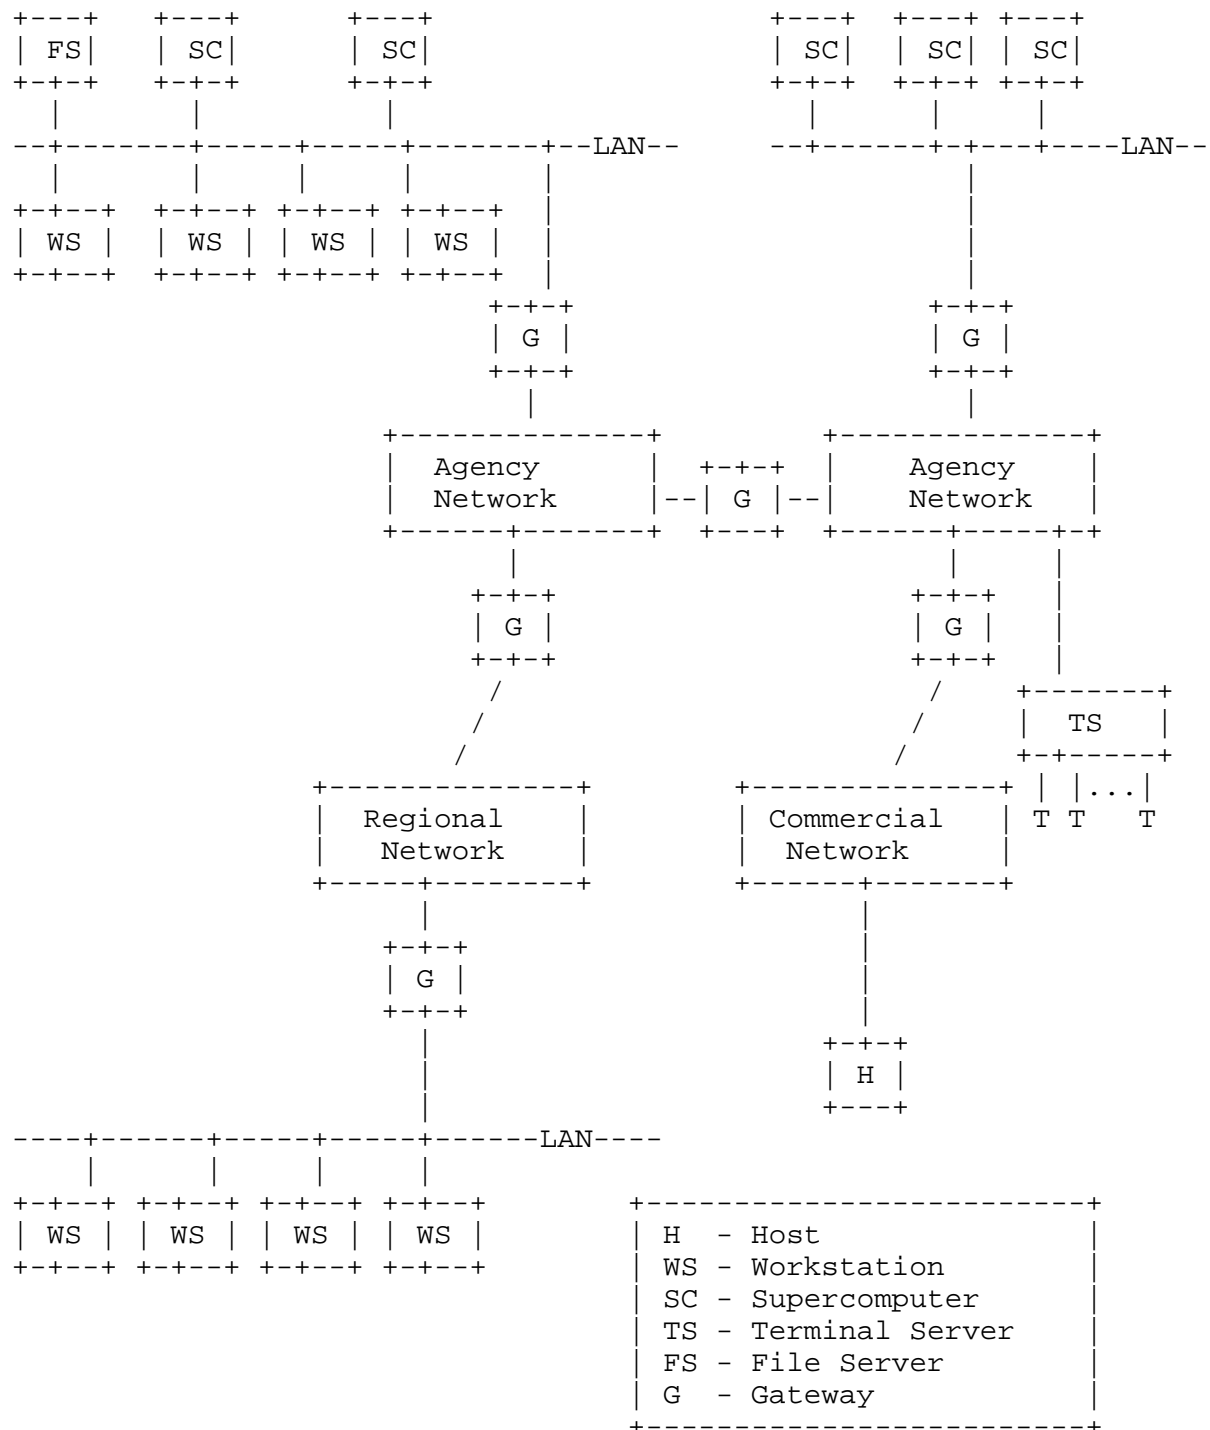 FS SC SC SC SC SC
LAN LAN
WS WS WS WS
G G
Agency Agency
Network G Network
G G
TS
Regional Commercial T T ... T
Network Network
G
H
LAN
WS WS WS WS
H - Host
WS - Workstation
SC - Supercomputer
TS - Terminal Server
FS - File Server
G - Gateway